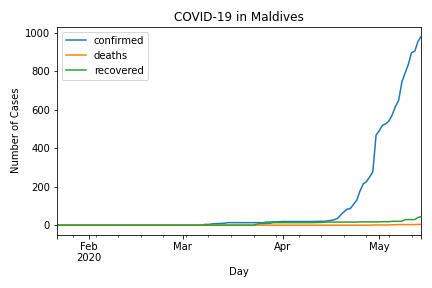 COVID-19 in Maldives
confirmed
deaths
recovered
Number of Cases
1000
800
600
400
200
0
Feb
2020
Mar
Apr
May
Day